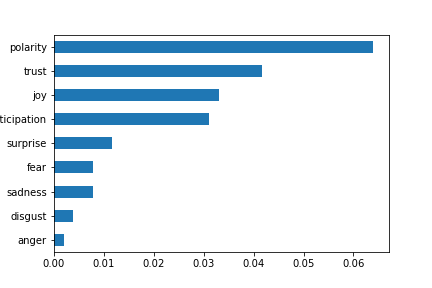 polarity
trust
joy
ticipation
surprise
fear
sadness
disgust
anger
0.00 0.01 0.02 0.03 0.04 0.05 0.06